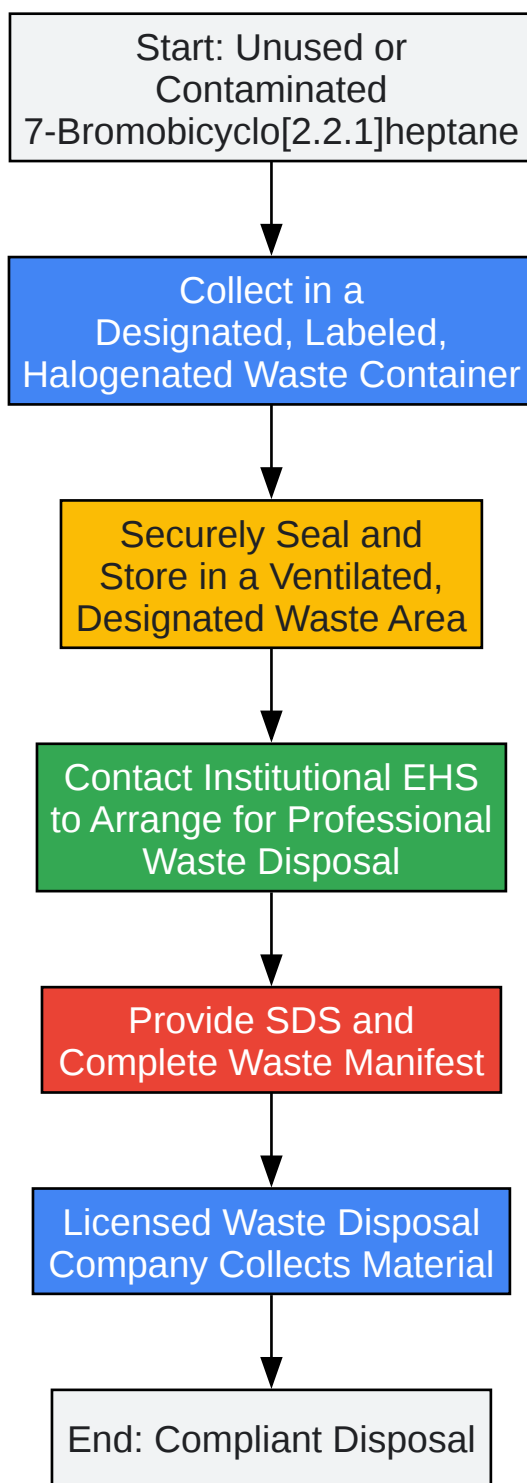 Start: Unused or
Contaminated
7-Bromobicyclo[2.2.1]heptane
Collect in a
Designated, Labeled,
Halogenated Waste Container
Securely Seal and
Store in a Ventilated,
Designated Waste Area
Contact Institutional EHS
to Arrange for Professional
Waste Disposal
Provide SDS and
Complete Waste Manifest
Licensed Waste Disposal
Company Collects Material
End: Compliant Disposal